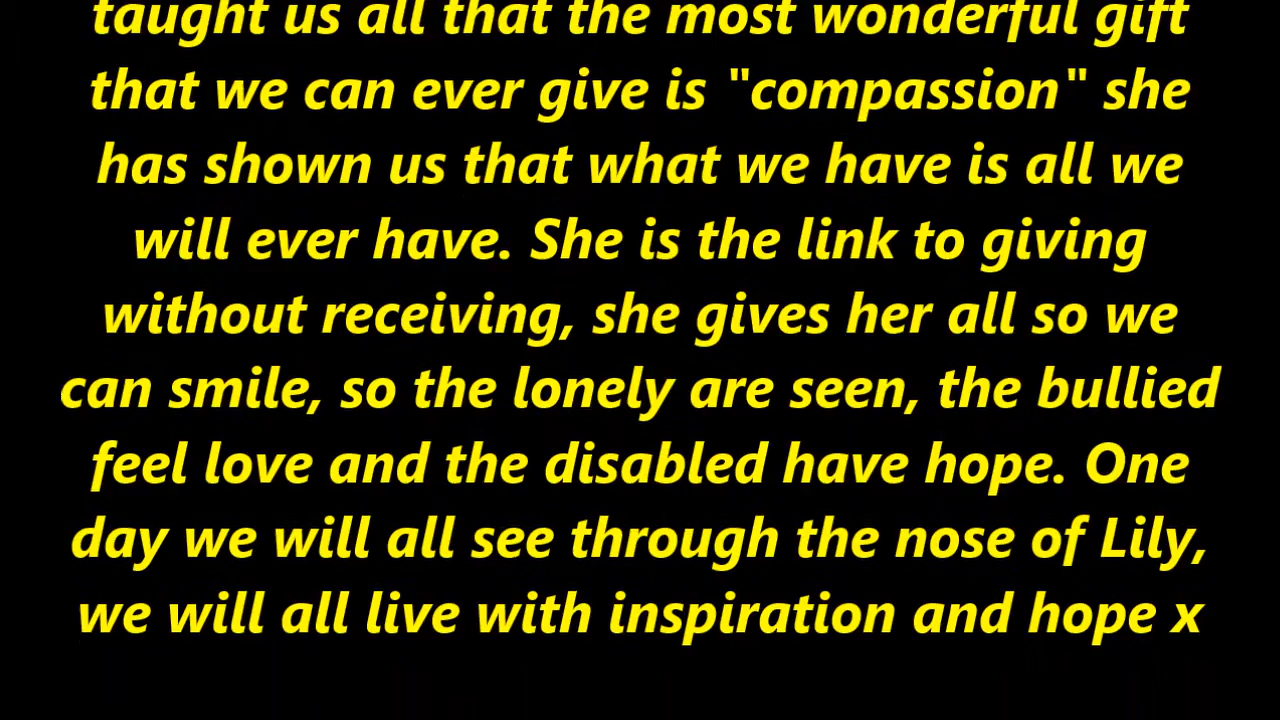 taught us all that the most wonderful gift
that we can ever give is "compassion" she
has shown us that what we have is all we
will ever have. She is the link to giving
without receiving, she gives her all so we
can smile, so the lonely are seen, the bullied
feel love and the disabled have hope. One
day we will all see through the nose of Lily,
we will all live with inspiration and hope x